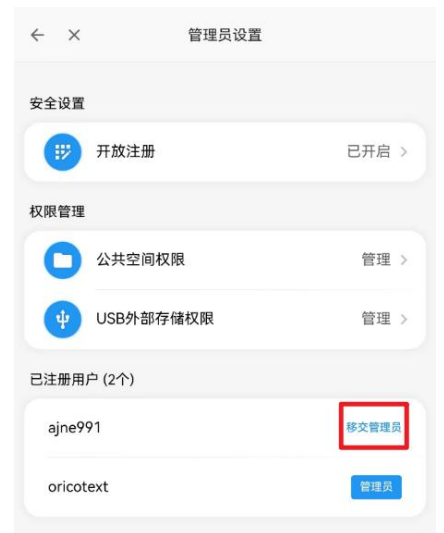 管理员设置
安全设置
开放注册 已开启
权限管理
公共空间权限 管理
USB外部存储权限 管理
已注册用户 (2个)
ajne991 移交管理员
oricotext 管理员